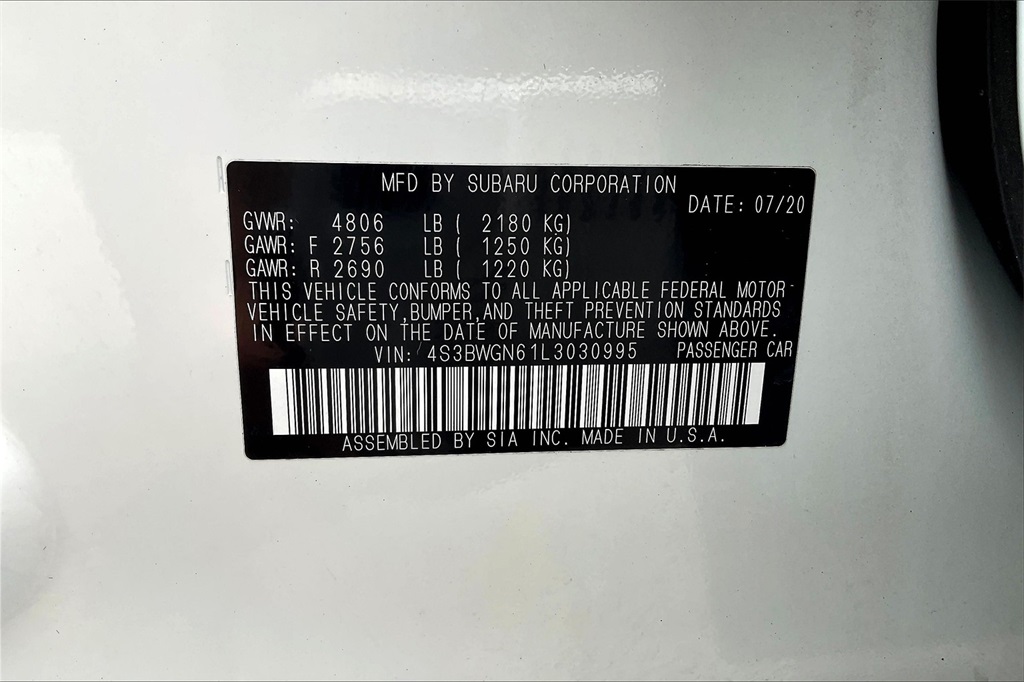 MFD BY SUBARU CORPORATION
DATE: 07/20
GVWR: 4806 LB ( 2180 KG)
GAWR: F 2756 LB ( 1250 KG)
GAWR: R 2690 LB ( 1220 KG)
THIS VEHICLE CONFORMS TO ALL APPLICABLE FEDERAL MOTOR-
VEHICLE SAFETY,BUMPER,AND THEFT PREVENTION STANDARDS
IN EFFECT ON THE DATE OF MANUFACTURE SHOWN ABOVE.
VIN: 4S3BWGN61L3030995 PASSENGER CAR
ASSEMBLED BY SIA INC. MADE IN U.S.A.